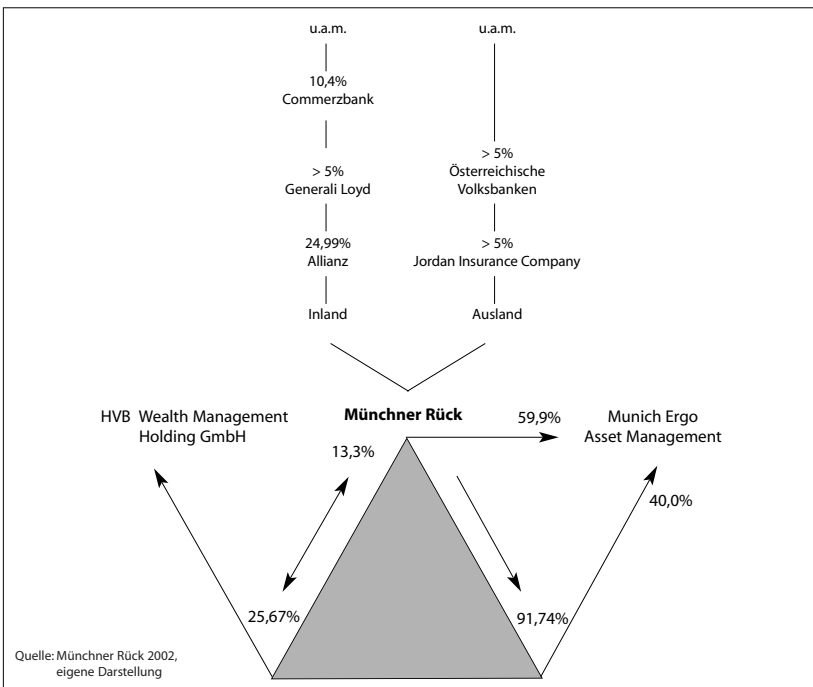 u.a.m.
u.a.m.
10,4%
Commerzbank
> 5%
Generali Loyd
> 5%
Österreichische
Volksbanken
24,99%
Allianz
> 5%
Jordan Insurance Company
Inland
Ausland
HVB Wealth Management
Holding GmbH
Münchner Rück
59,9%
Munich Ergo
Asset Management
13,3%
40,0%
25,67%
91,74%
Quelle: Münchner Rück 2002,
eigene Darstellung